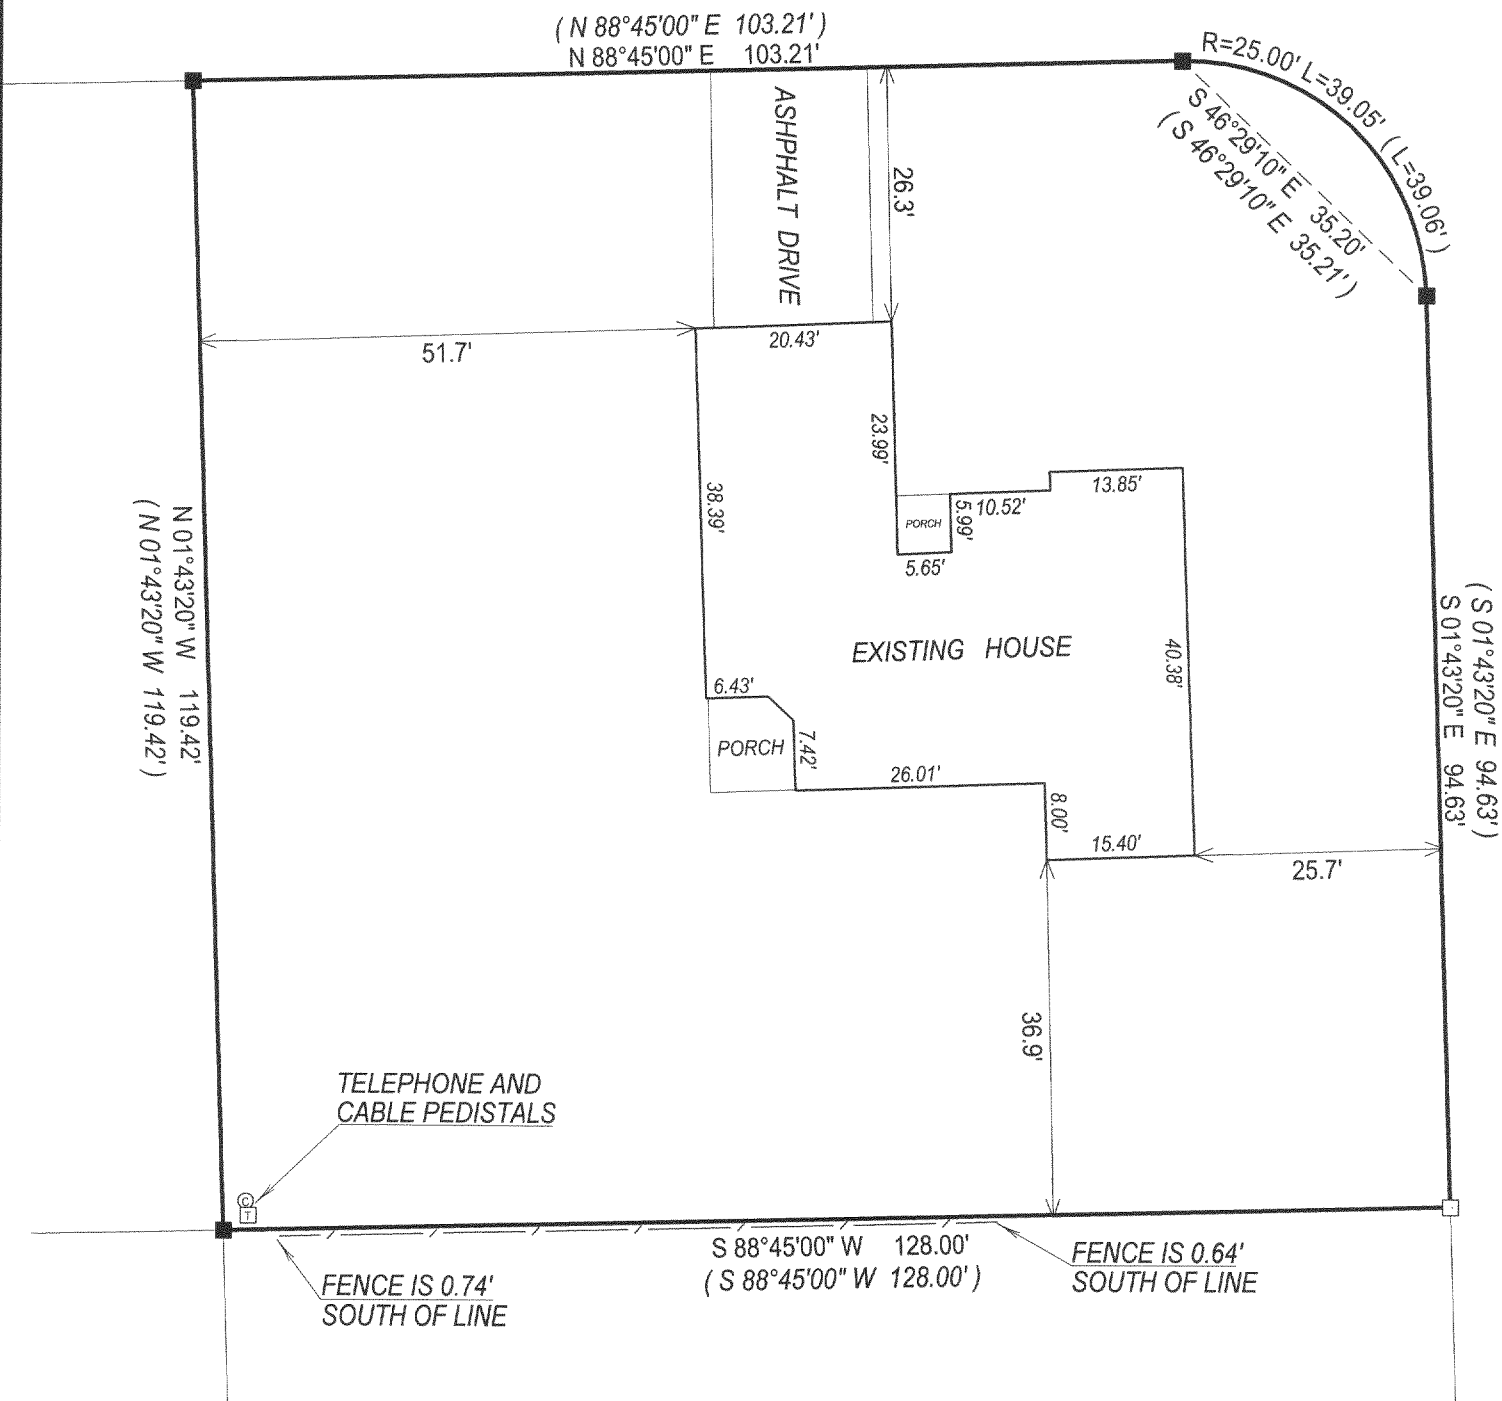 ( N 88°45'00" E 103.21' )
N 88°45'00" E 103.21'
R=25.00' L=39.05' ( L=39.06' )
S 46°29'10" E 35.20'
( S 46°29'10" E 35.21' )
ASHPHALT DRIVE
26.3'
51.7'
20.43'
23.99'
38.39'
13.85'
10.52'
5.99'
PORCH
5.65'
N 01°43'20" W 119.42'
( N 01°43'20" W 119.42' )
( S 01°43'20" E 94.63' )
S 01°43'20" E 94.63'
EXISTING HOUSE
40.38'
6.43'
PORCH
7.42'
26.01'
8.00'
15.40'
25.7'
36.9'
TELEPHONE AND
CABLE PEDISTALS
C
T
S 88°45'00" W 128.00'
( S 88°45'00" W 128.00' )
FENCE IS 0.64'
SOUTH OF LINE
FENCE IS 0.74'
SOUTH OF LINE